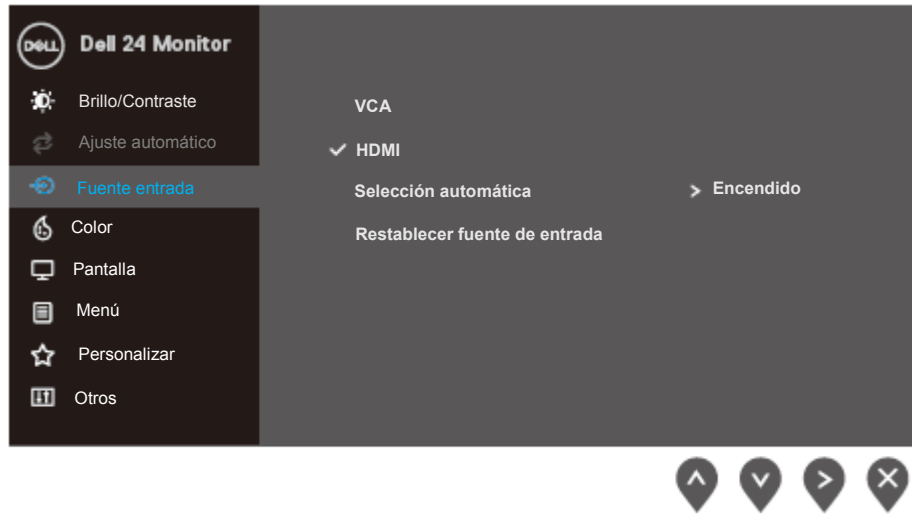 DELL Dell 24 Monitor
Brillo/Contraste
Ajuste automático
Fuente entrada
Color
Pantalla
Menú
Personalizar
Otros
VCA
HDMI
Selección automática
Encendido
Restablecer fuente de entrada